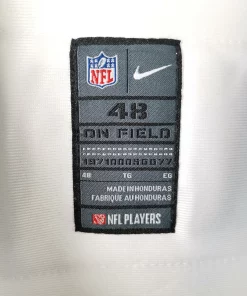 NFL
48
ON FIELD
48 TG EG
MADE IN HONDURAS
FABRIQUE AU HONDURAS
NFL PLAYERS